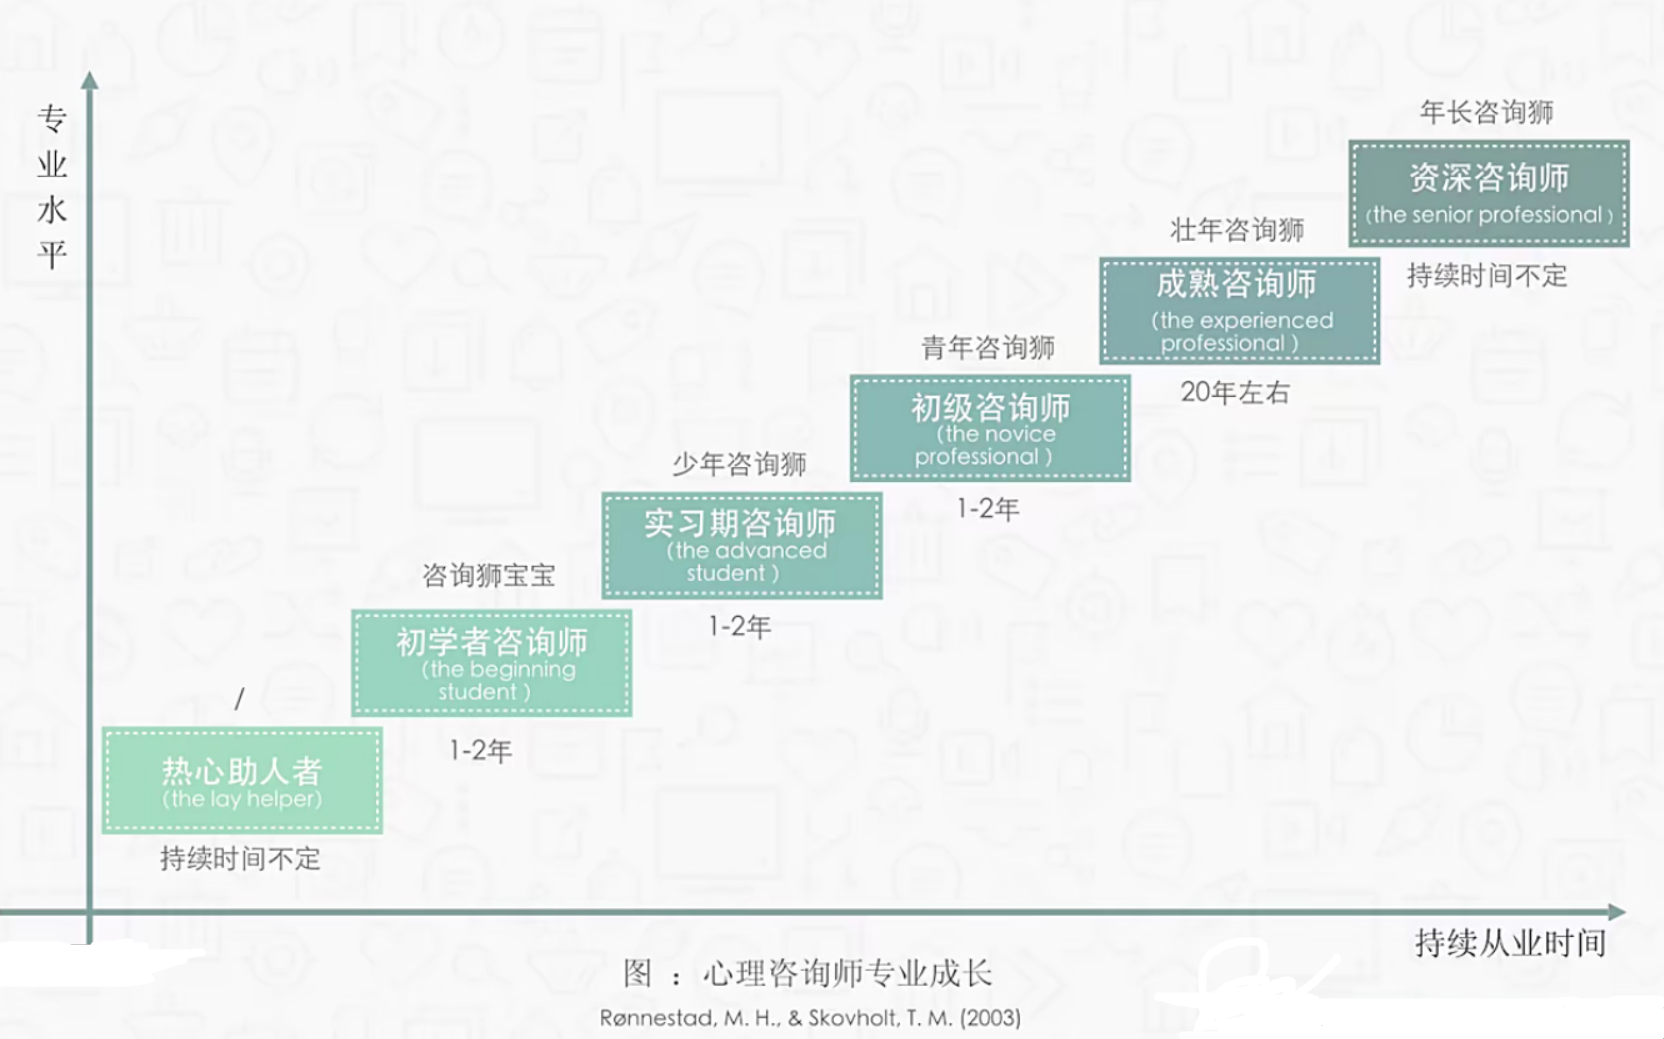 专
业
水
平
年长咨询狮
资深咨询师
(the senior professional)
持续时间不定
壮年咨询狮
成熟咨询师
(the experienced
professional)
20年左右
青年咨询狮
初级咨询师
(the novice
professional)
1-2年
少年咨询狮
实习期咨询师
(the advanced
student)
1-2年
咨询狮宝宝
初学者咨询师
(the beginning
student)
1-2年
/
热心助人者
(the lay helper)
持续时间不定
持续从业时间
图 ：心理咨询师专业成长
Rønnestad, M. H., & Skovholt, T. M. (2003)